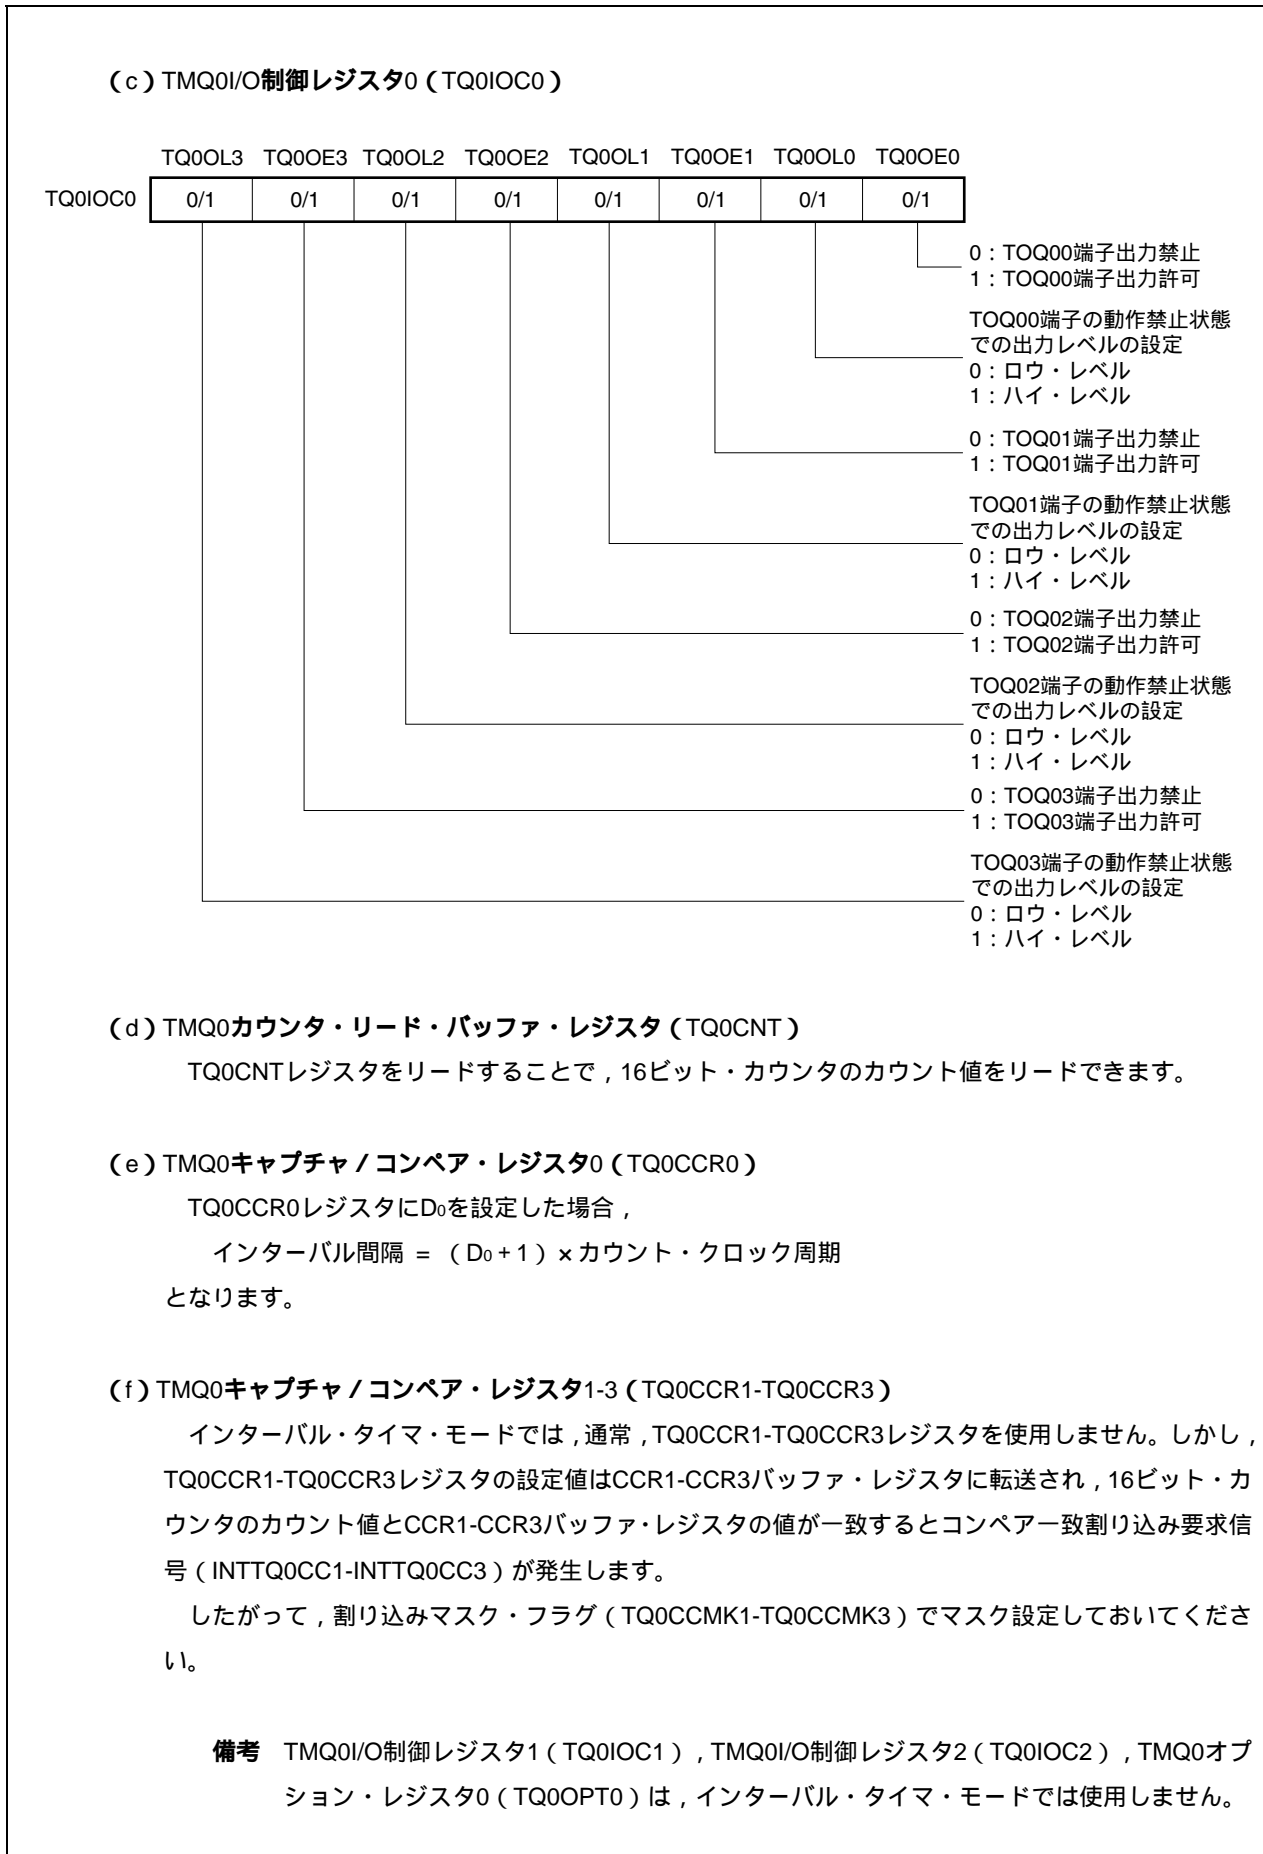 (c) TMQ0I/O制御レジスタ0（TQ0IOC0）
TQ0OL3 TQ0OE3 TQ0OL2 TQ0OE2 TQ0OL1 TQ0OE1 TQ0OL0 TQ0OE0
TQ0IOC0 0/1 0/1 0/1 0/1 0/1 0/1 0/1 0/1
0：TOQ00端子出力禁止
1：TOQ00端子出力許可
TOQ00端子の動作禁止状態
での出力レベルの設定
0：ロウ・レベル
1：ハイ・レベル
0：TOQ01端子出力禁止
1：TOQ01端子出力許可
TOQ01端子の動作禁止状態
での出力レベルの設定
0：ロウ・レベル
1：ハイ・レベル
0：TOQ02端子出力禁止
1：TOQ02端子出力許可
TOQ02端子の動作禁止状態
での出力レベルの設定
0：ロウ・レベル
1：ハイ・レベル
0：TOQ03端子出力禁止
1：TOQ03端子出力許可
TOQ03端子の動作禁止状態
での出力レベルの設定
0：ロウ・レベル
1：ハイ・レベル
(d) TMQ0カウンタ・リード・バッファ・レジスタ（TQ0CNT）
TQ0CNTレジスタをリードすることで，16ビット・カウンタのカウント値をリードできます。
(e) TMQ0キャプチャ／コンペア・レジスタ0（TQ0CCR0）
TQ0CCR0レジスタにD₀を設定した場合，
インターバル間隔 = （D₀＋1）×カウント・クロック周期
となります。
(f) TMQ0キャプチャ／コンペア・レジスタ1-3（TQ0CCR1-TQ0CCR3）
インターバル・タイマ・モードでは，通常，TQ0CCR1-TQ0CCR3レジスタを使用しません。しかし，
TQ0CCR1-TQ0CCR3レジスタの設定値はCCR1-CCR3バッファ・レジスタに転送され，16ビット・カ
ウンタのカウント値とCCR1-CCR3バッファ・レジスタの値が一致するとコンペア一致割り込み要求信
号（INTTQ0CC1-INTTQ0CC3）が発生します。
したがって，割り込みマスク・フラグ（TQ0CCMK1-TQ0CCMK3）でマスク設定しておいてくださ
い。
備考 TMQ0I/O制御レジスタ1（TQ0IOC1），TMQ0I/O制御レジスタ2（TQ0IOC2），TMQ0オプ
ション・レジスタ0（TQ0OPT0）は，インターバル・タイマ・モードでは使用しません。